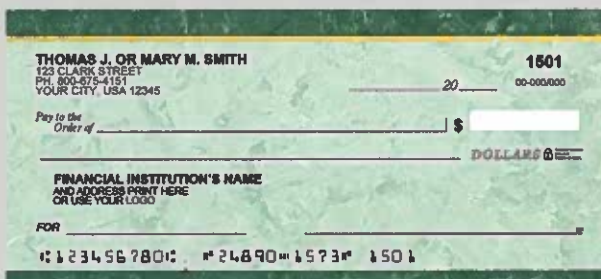 THOMAS J. OR MARY M. SMITH 1501
123 CLARK STREET
PH. 800-675-4151 20 00-000/000
YOUR CITY, USA 12345
Pay to the
Order of $
DOLLARS
FINANCIAL INSTITUTION'S NAME
AND ADDRESS PRINT HERE
OR USE YOUR LOGO
FOR
⑆123456780⑆ ⑈24890⑉1573⑈ 1501